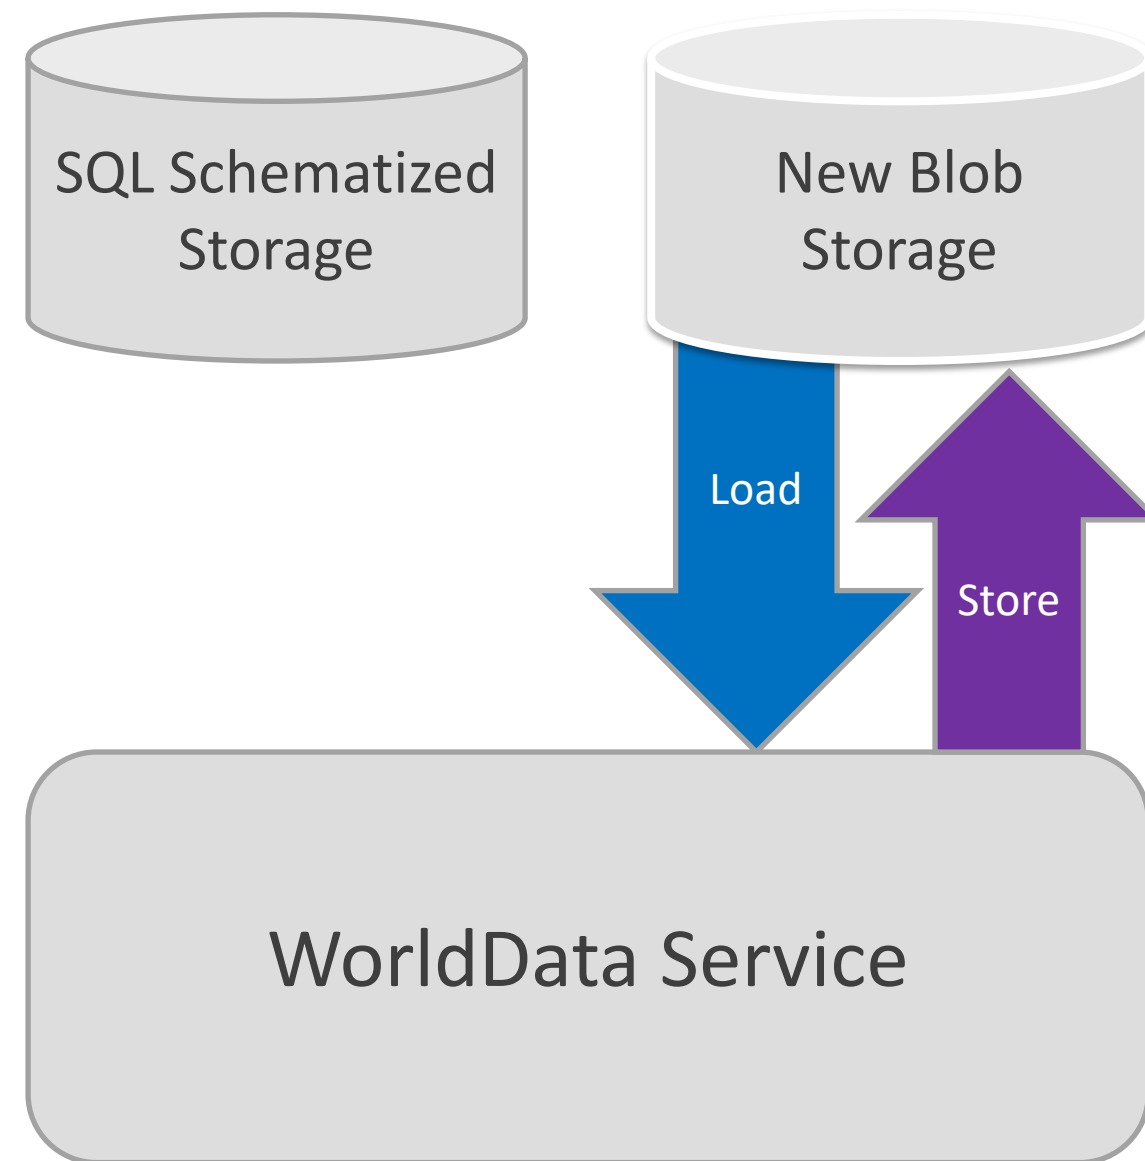 SQL Schematized
Storage
New Blob
Storage
Load
Store
WorldData Service